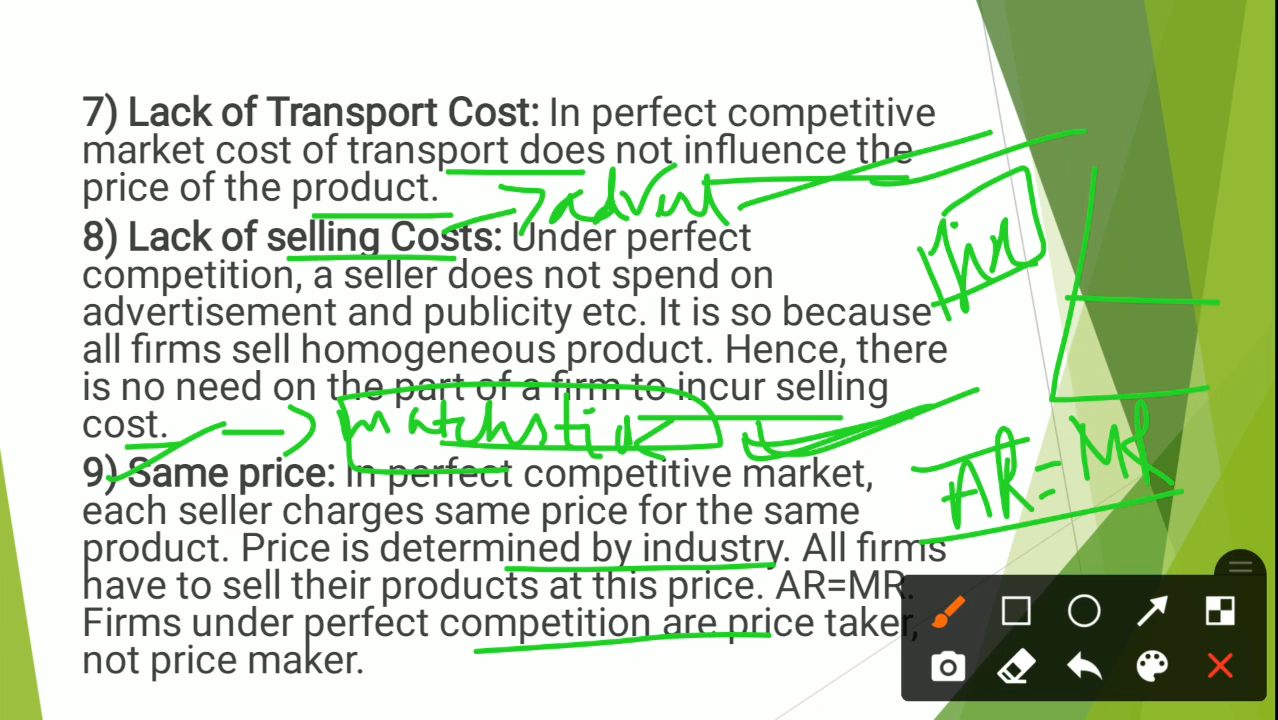 7) Lack of Transport Cost: In perfect competitive
market cost of transport does not influence the
price of the product.
advert
8) Lack of selling Costs: Under perfect
competition, a seller does not spend on
advertisement and publicity etc. It is so because
all firms sell homogeneous product. Hence, there
is no need on the part of a firm to incur selling
cost.
matchstick
9) Same price: In perfect competitive market,
each seller charges same price for the same
product. Price is determined by industry. All firms
have to sell their products at this price. AR=MR.
Firms under perfect competition are price taker,
not price maker.
AR=MR